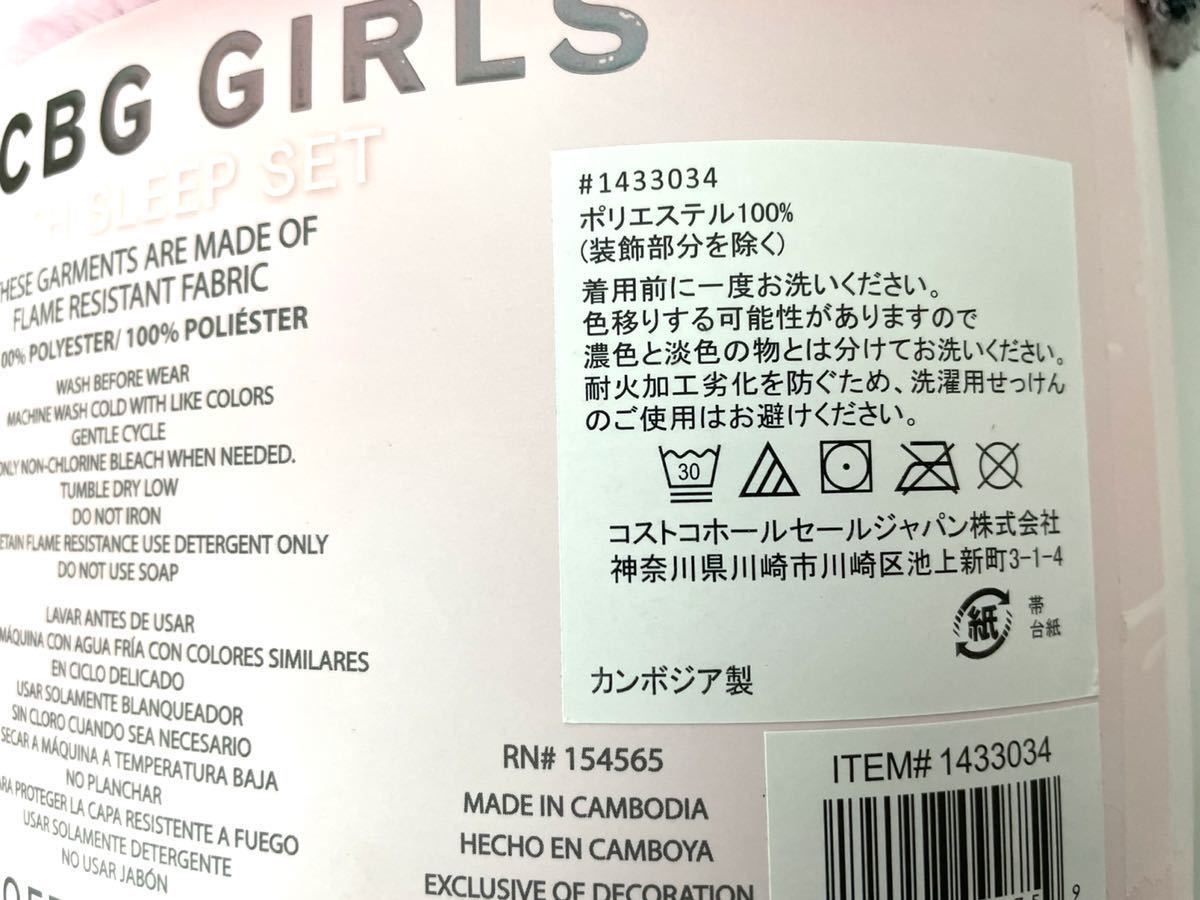 CBG GIRLS
SLEEP SET
THESE GARMENTS ARE MADE OF
FLAME RESISTANT FABRIC
00% POLYESTER/ 100% POLIÉSTER
WASH BEFORE WEAR
MACHINE WASH COLD WITH LIKE COLORS
GENTLE CYCLE
ONLY NON-CHLORINE BLEACH WHEN NEEDED.
TUMBLE DRY LOW
DO NOT IRON
ETAIN FLAME RESISTANCE USE DETERGENT ONLY
DO NOT USE SOAP
LAVAR ANTES DE USAR
MÁQUINA CON AGUA FRÍA CON COLORES SIMILARES
EN CICLO DELICADO
USAR SOLAMENTE BLANQUEADOR
SIN CLORO CUANDO SEA NECESARIO
SECAR A MÁQUINA A TEMPERATURA BAJA
NO PLANCHAR
ARA PROTEGER LA CAPA RESISTENTE A FUEGO
USAR SOLAMENTE DETERGENTE
NO USAR JABÓN
RN# 154565
MADE IN CAMBODIA
HECHO EN CAMBOYA
EXCLUSIVE OF DECORATION
#1433034
ポリエステル100%
(装飾部分を除く)
着用前に一度お洗いください。
色移りする可能性がありますので
濃色と淡色の物とは分けてお洗いください。
耐火加工劣化を防ぐため、洗濯用せっけん
のご使用はお避けください。
30
コストコホールセールジャパン株式会社
神奈川県川崎市川崎区池上新町3-1-4
紙
帯
台紙
カンボジア製
ITEM# 1433034
9